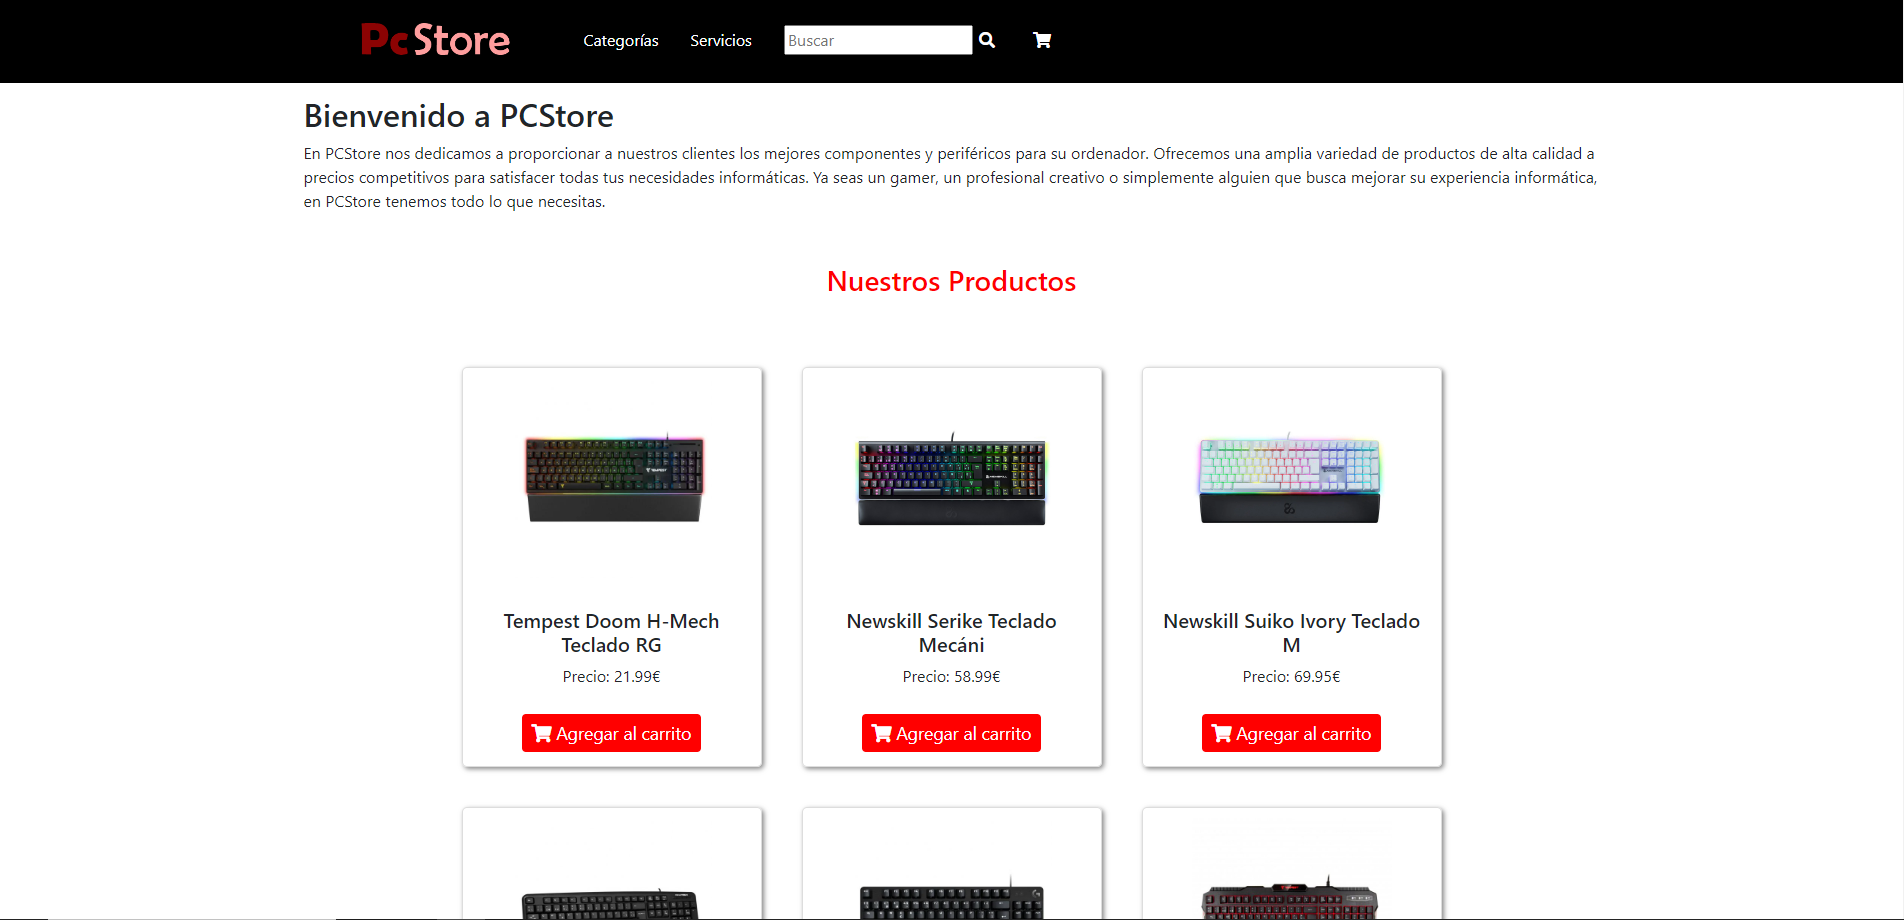 PcStore
Categorías
Servicios
Buscar
Bienvenido a PCStore
En PCStore nos dedicamos a proporcionar a nuestros clientes los mejores componentes y periféricos para su ordenador. Ofrecemos una amplia variedad de productos de alta calidad a
precios competitivos para satisfacer todas tus necesidades informáticas. Ya seas un gamer, un profesional creativo o simplemente alguien que busca mejorar su experiencia informática,
en PCStore tenemos todo lo que necesitas.
Nuestros Productos
Tempest Doom H-Mech
Teclado RG
Precio: 21.99€
Agregar al carrito
Newskill Serike Teclado
Mecáni
Precio: 58.99€
Agregar al carrito
Newskill Suiko Ivory Teclado
M
Precio: 69.95€
Agregar al carrito